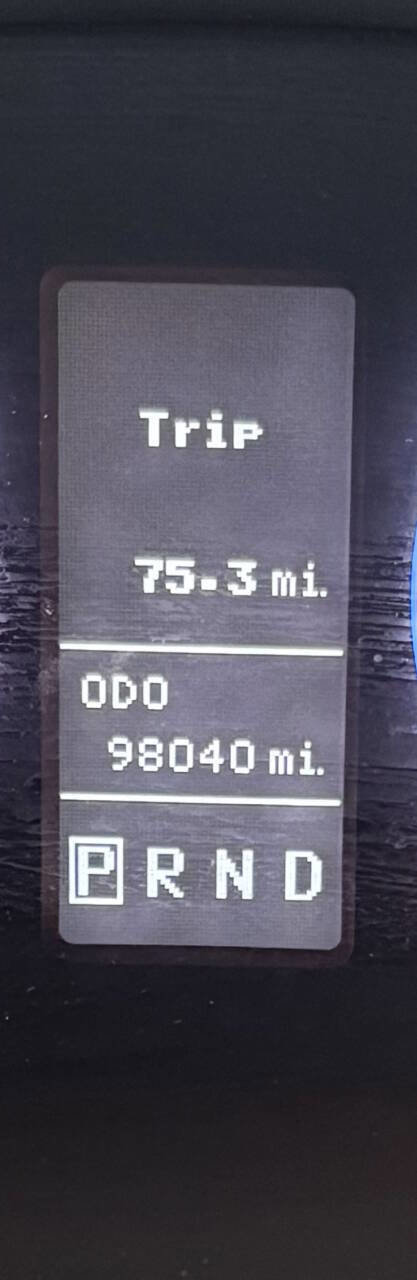 Trip
75.3 mi.
ODO
98040 mi.
P R N D